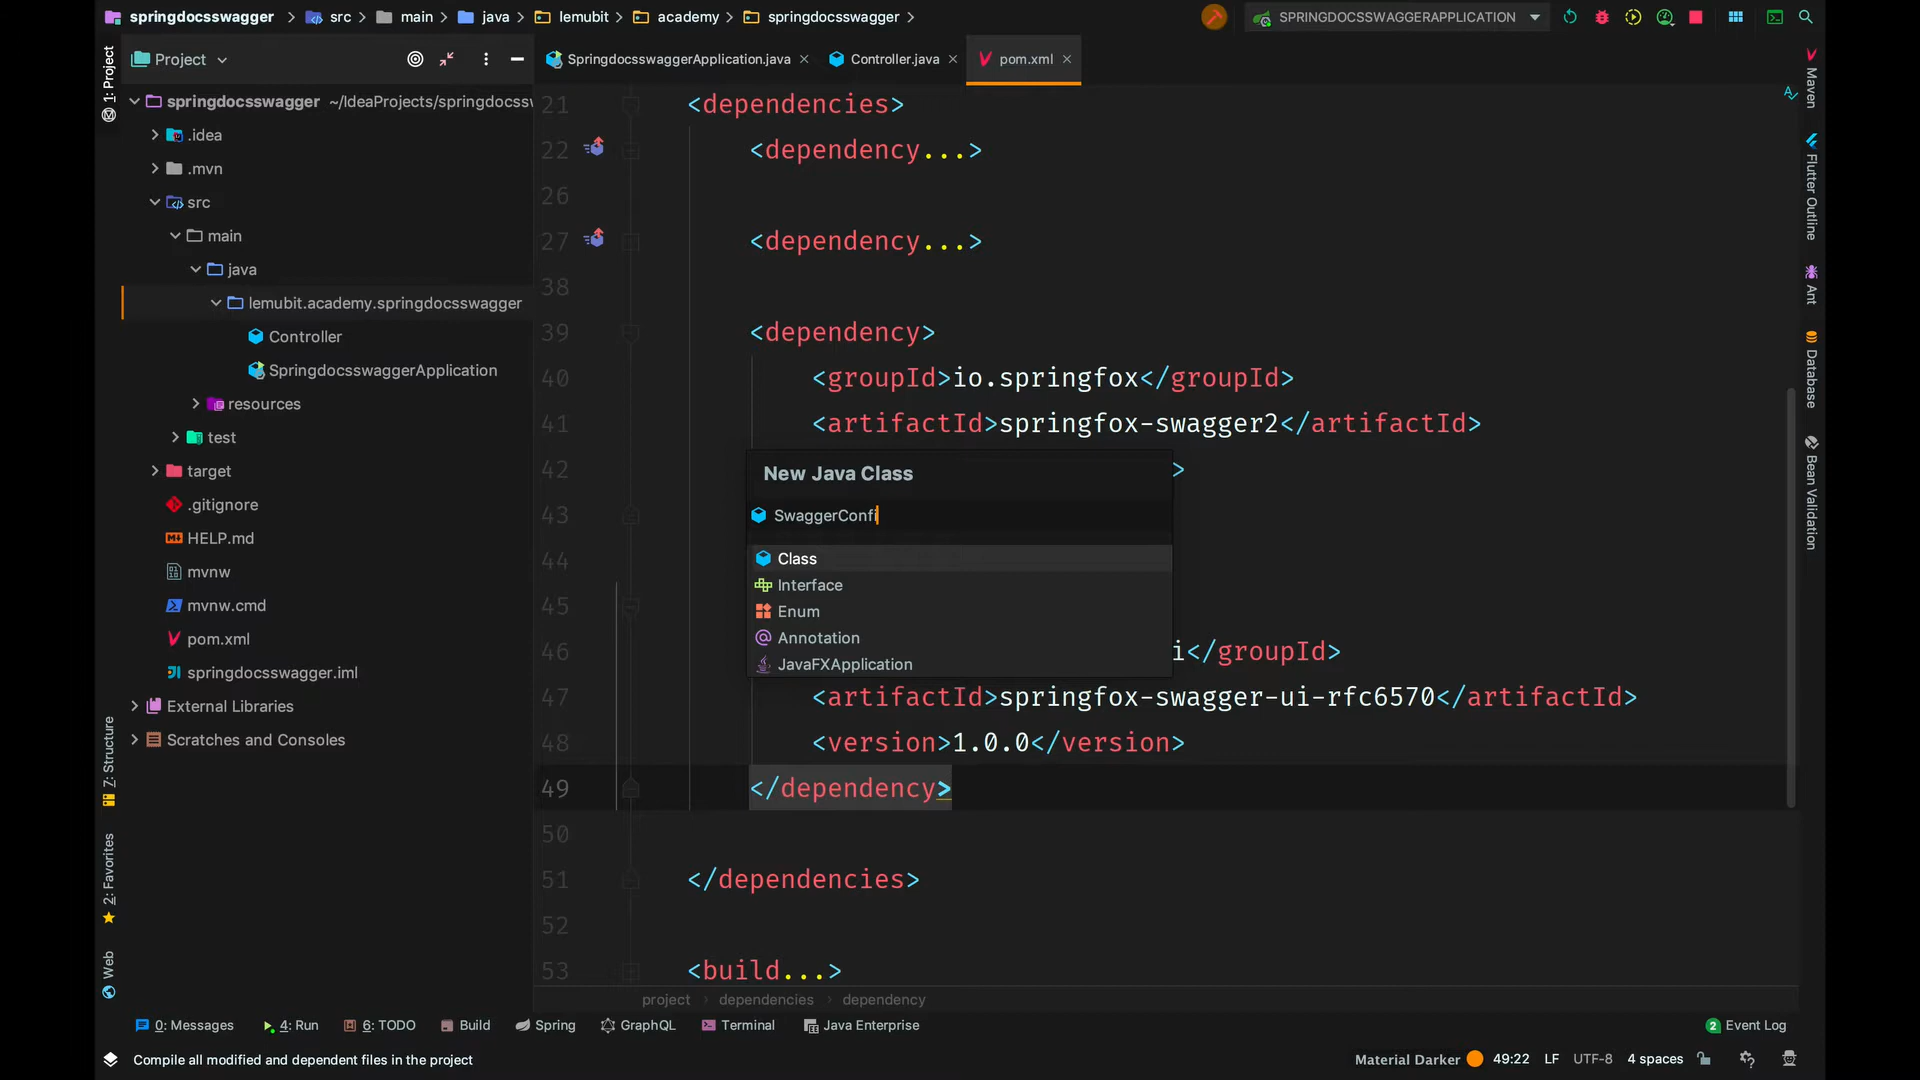 springdocsswagger > src > main > java > lemubit > academy > springdocsswagger >
SPRINGDOCSSWAGGERAPPLICATION
Project
SpringdocsswaggerApplication.java
Controller.java
pom.xml
1: Project
7: Structure
2: Favorites
Web
springdocsswagger ~/IdeaProjects/springdocssw
.idea
.mvn
src
main
java
lemubit.academy.springdocsswagger
Controller
SpringdocsswaggerApplication
resources
test
target
.gitignore
HELP.md
mvnw
mvnw.cmd
pom.xml
springdocsswagger.iml
External Libraries
Scratches and Consoles
21 <dependencies>
22 <dependency...>
26
27 <dependency...>
38
39 <dependency>
40 <groupId>io.springfox</groupId>
41 <artifactId>springfox-swagger2</artifactId>
42 >
43
44
45
46 i</groupId>
47 <artifactId>springfox-swagger-ui-rfc6570</artifactId>
48 <version>1.0.0</version>
49 </dependency>
50
51 </dependencies>
52
53 <build...>
New Java Class
SwaggerConfi
Class
Interface
Enum
Annotation
JavaFXApplication
Maven
Flutter Outline
Ant
Database
Bean Validation
project > dependencies > dependency
0: Messages 4: Run 6: TODO Build Spring GraphQL Terminal Java Enterprise 2 Event Log
Compile all modified and dependent files in the project
Material Darker 49:22 LF UTF-8 4 spaces